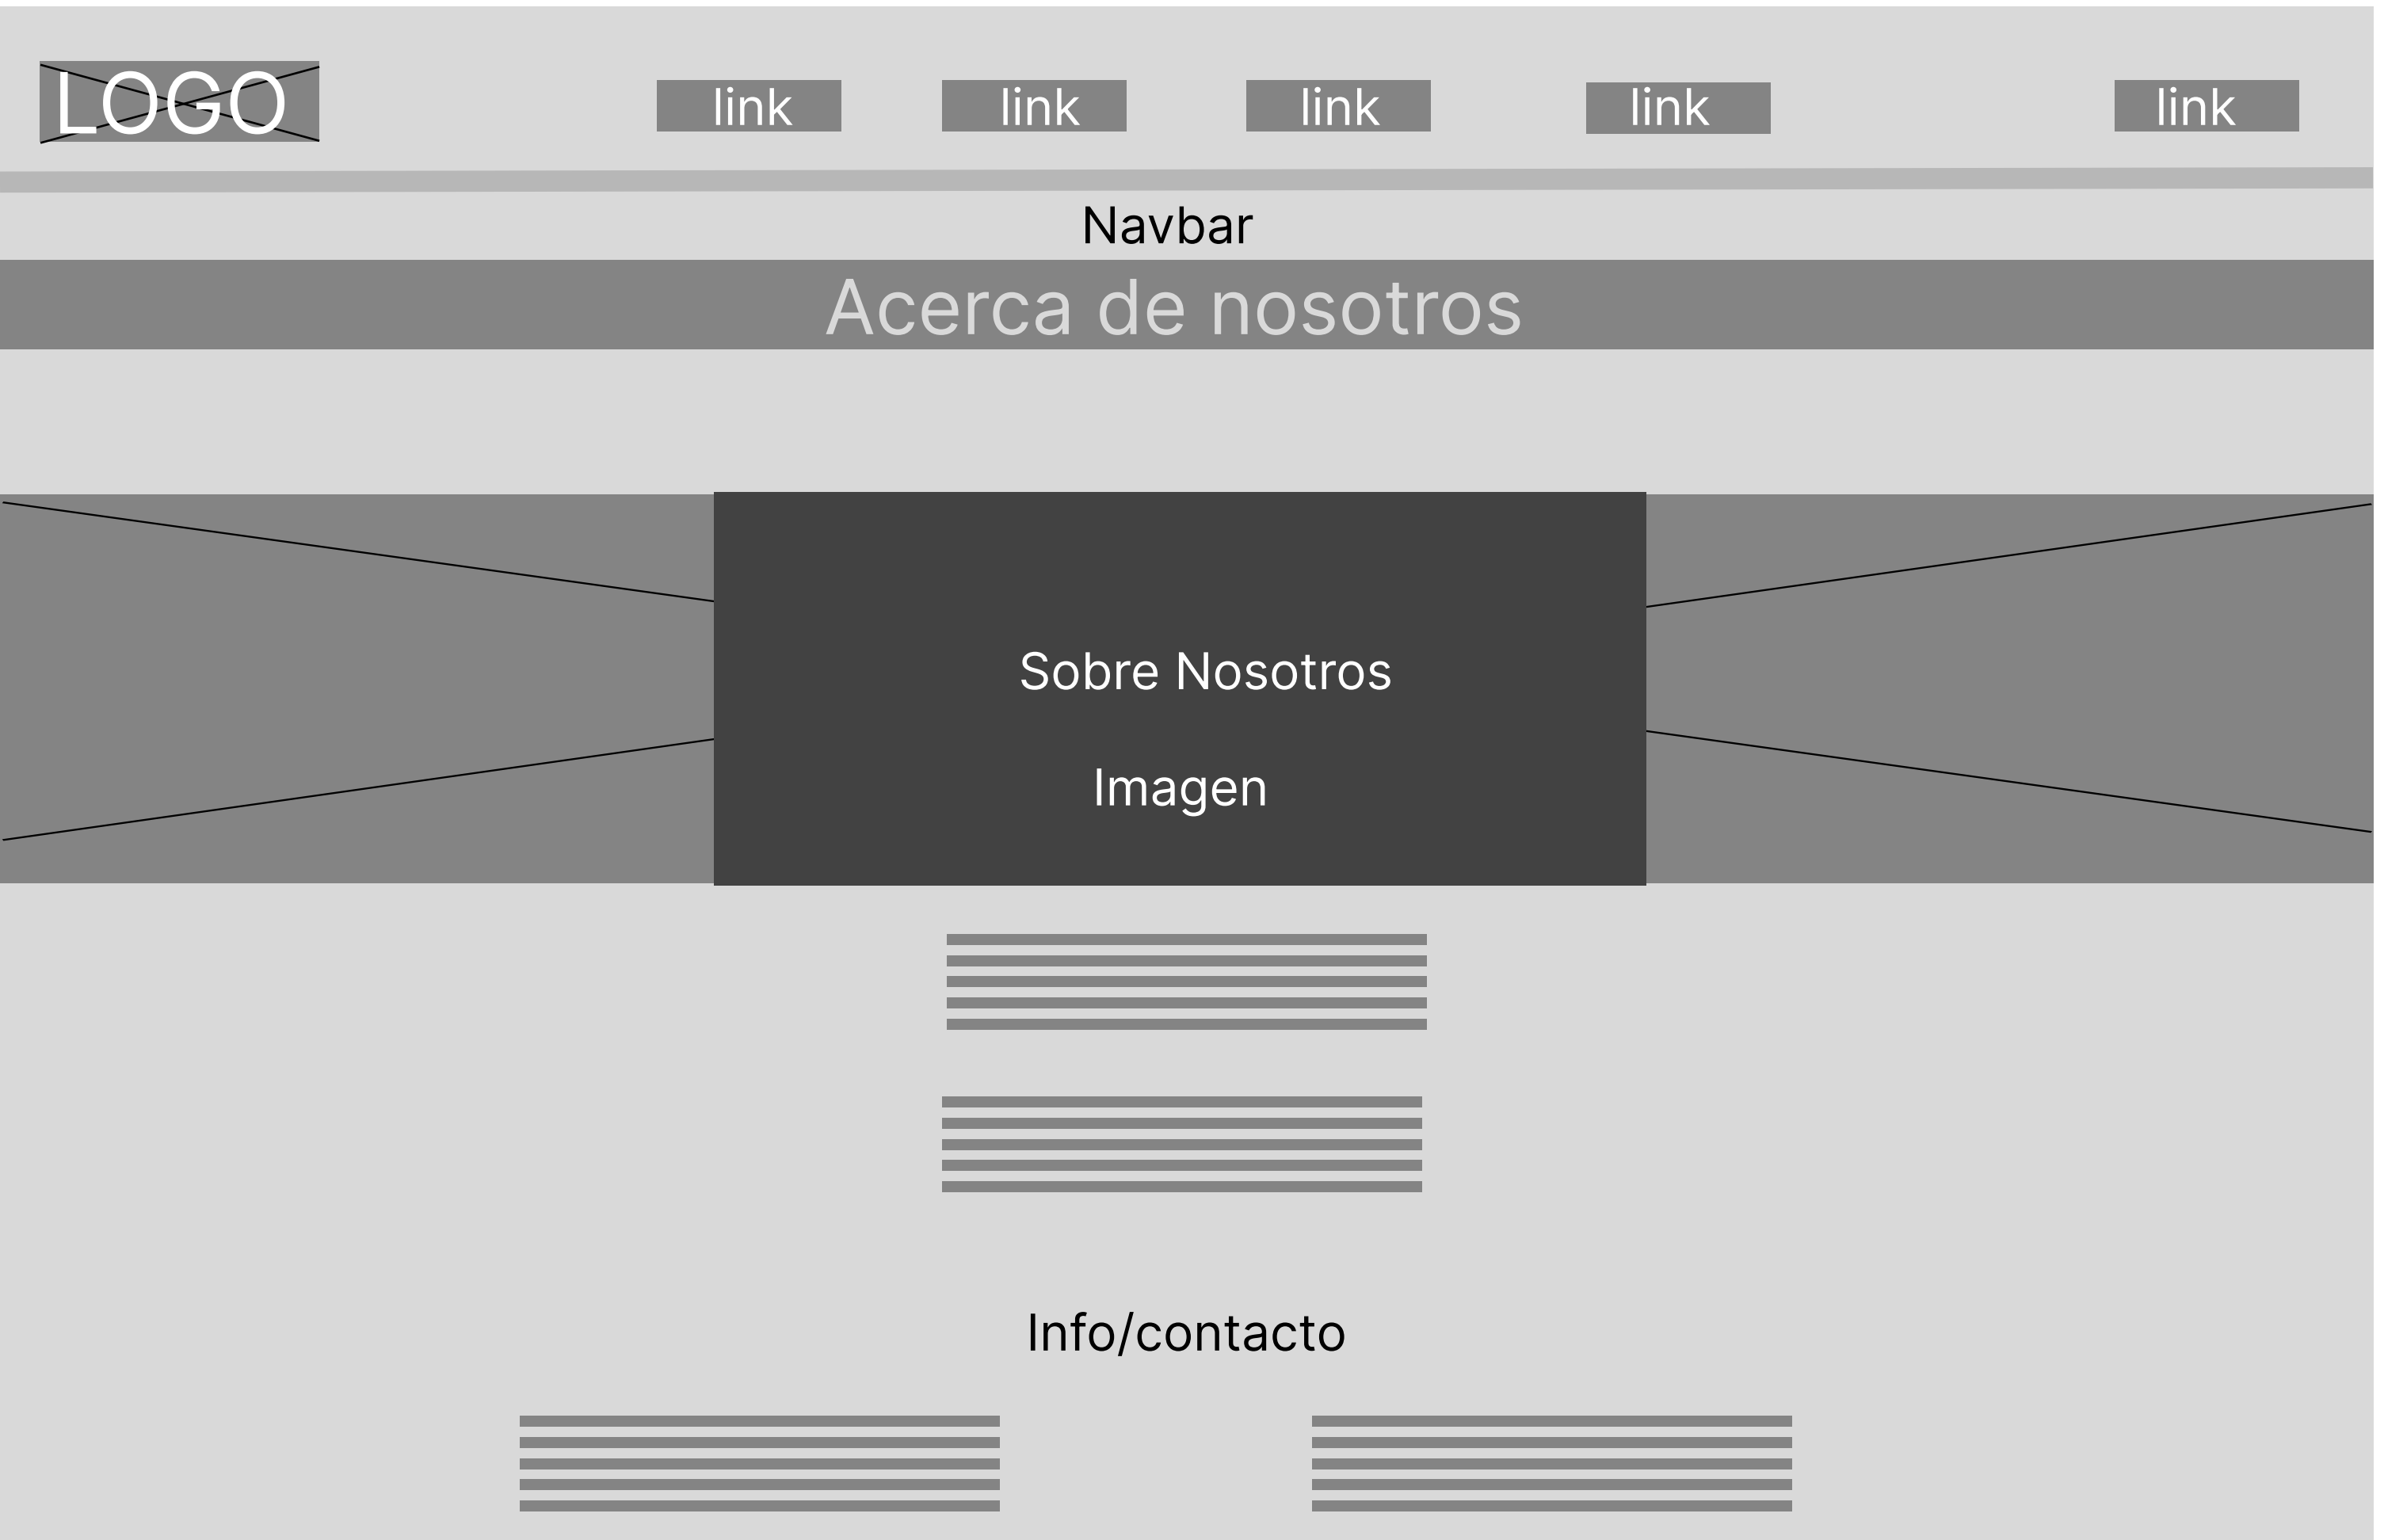 LOGO
link
link
link
link
link
Navbar
Acerca de nosotros
Sobre Nosotros
Imagen
Info/contacto